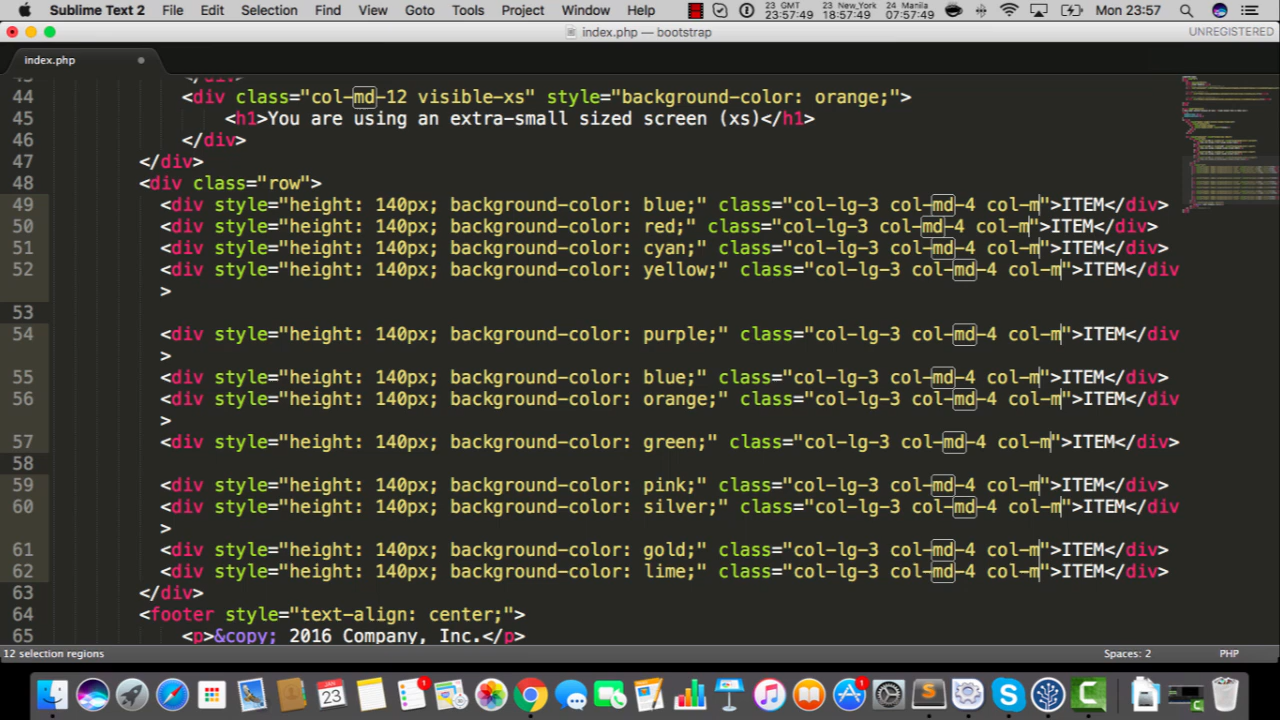 Sublime Text 2 File Edit Selection Find View Goto Tools Project Window Help 23 GMT 23:57:49 23 New_York 18:57:49 24 Manila 07:57:49 Mon 23:57
index.php — bootstrap UNREGISTERED
index.php
43 </div>
44 <div class="col-md-12 visible-xs" style="background-color: orange;">
45 <h1>You are using an extra-small sized screen (xs)</h1>
46 </div>
47 </div>
48 <div class="row">
49 <div style="height: 140px; background-color: blue;" class="col-lg-3 col-md-4 col-m">ITEM</div>
50 <div style="height: 140px; background-color: red;" class="col-lg-3 col-md-4 col-m">ITEM</div>
51 <div style="height: 140px; background-color: cyan;" class="col-lg-3 col-md-4 col-m">ITEM</div>
52 <div style="height: 140px; background-color: yellow;" class="col-lg-3 col-md-4 col-m">ITEM</div
>
53
54 <div style="height: 140px; background-color: purple;" class="col-lg-3 col-md-4 col-m">ITEM</div
>
55 <div style="height: 140px; background-color: blue;" class="col-lg-3 col-md-4 col-m">ITEM</div>
56 <div style="height: 140px; background-color: orange;" class="col-lg-3 col-md-4 col-m">ITEM</div
>
57 <div style="height: 140px; background-color: green;" class="col-lg-3 col-md-4 col-m">ITEM</div>
58
59 <div style="height: 140px; background-color: pink;" class="col-lg-3 col-md-4 col-m">ITEM</div>
60 <div style="height: 140px; background-color: silver;" class="col-lg-3 col-md-4 col-m">ITEM</div
>
61 <div style="height: 140px; background-color: gold;" class="col-lg-3 col-md-4 col-m">ITEM</div>
62 <div style="height: 140px; background-color: lime;" class="col-lg-3 col-md-4 col-m">ITEM</div>
63 </div>
64 <footer style="text-align: center;">
65 <p>&copy; 2016 Company, Inc.</p>
12 selection regions Spaces: 2 PHP
JAN 23 1 1